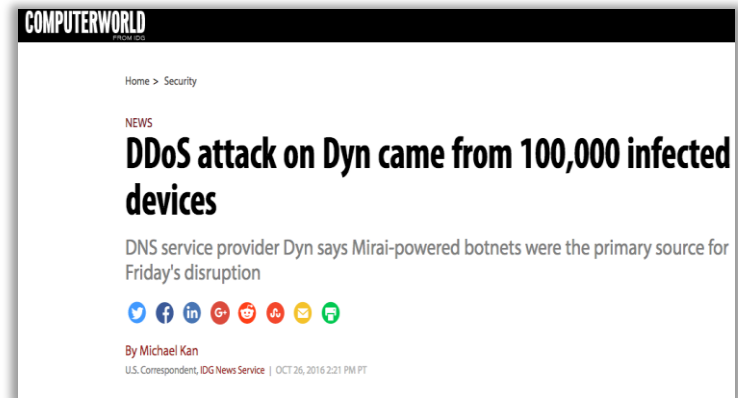 COMPUTERWORLD
FROM IDG
Home > Security
NEWS
DDoS attack on Dyn came from 100,000 infected
devices
DNS service provider Dyn says Mirai-powered botnets were the primary source for
Friday's disruption
By Michael Kan
U.S. Correspondent, IDG News Service | OCT 26, 2016 2:21 PM PT